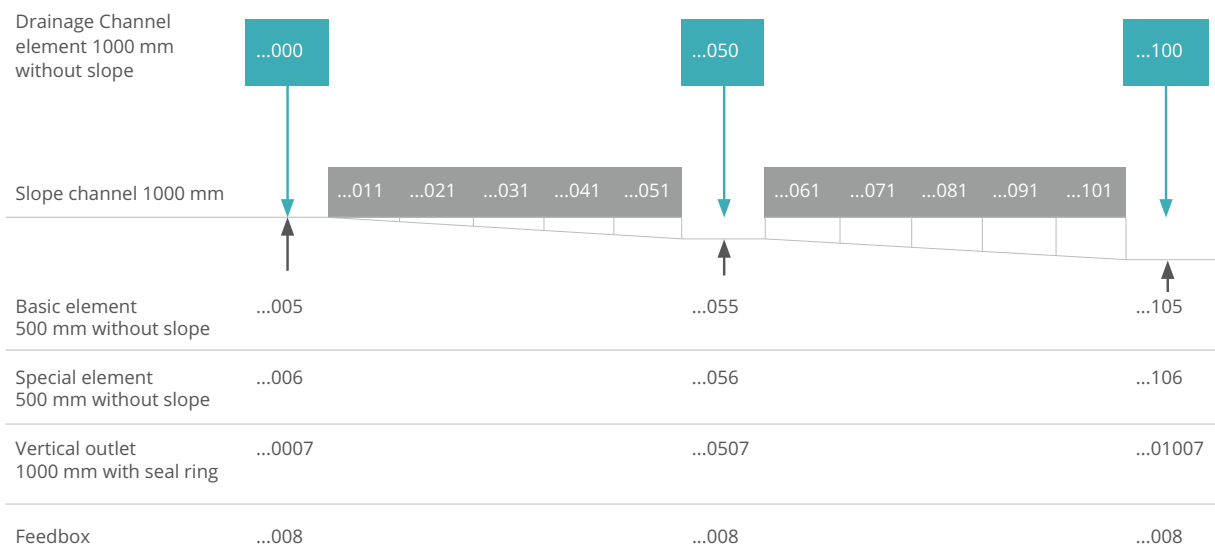 Drainage Channel
element 1000 mm
without slope
...000 ...050 ...100
Slope channel 1000 mm ...011 ...021 ...031 ...041 ...051 ...061 ...071 ...081 ...091 ...101
Basic element
500 mm without slope
...005 ...055 ...105
Special element
500 mm without slope
...006 ...056 ...106
Vertical outlet
1000 mm with seal ring
...0007 ...0507 ...01007
Feedbox ...008 ...008 ...008